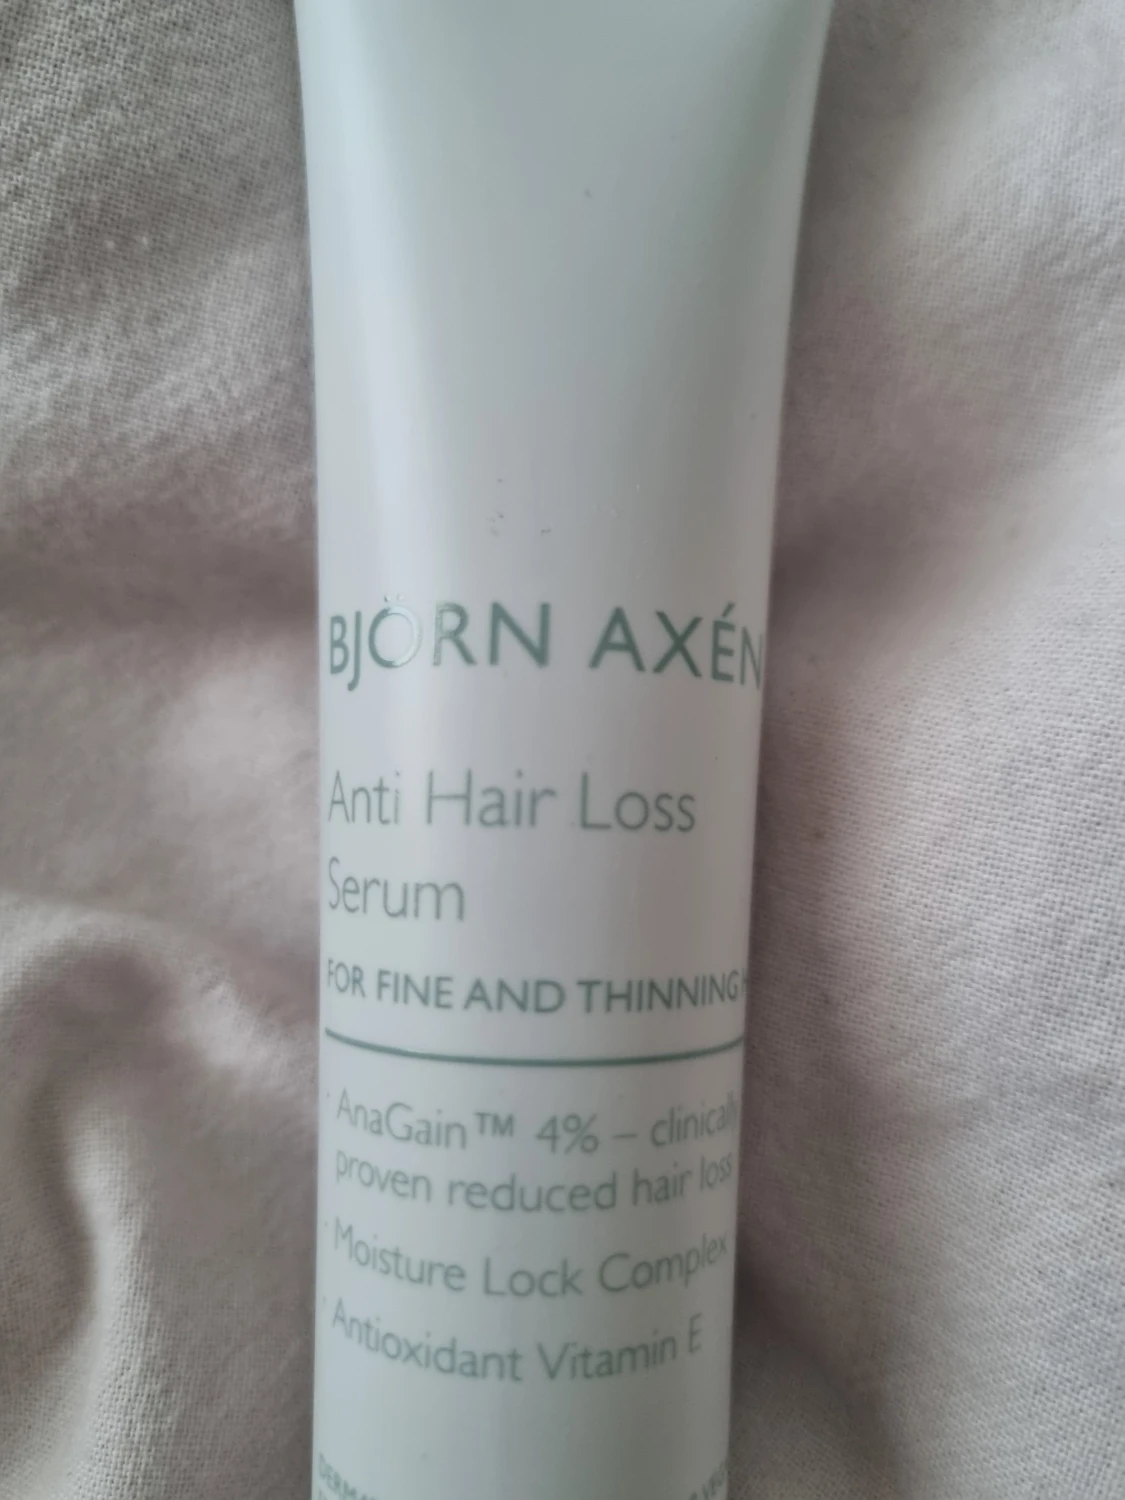 BJÖRN AXÉN
Anti Hair Loss
Serum
FOR FINE AND THINNING
· AnaGain™ 4% – clinically
proven reduced hair loss
· Moisture Lock Complex
· Antioxidant Vitamin E